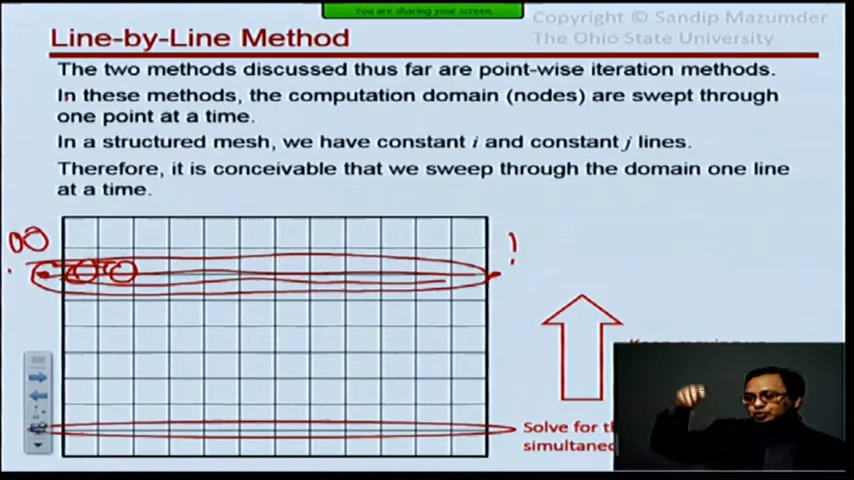 You are sharing your screen.
Copyright © Sandip Mazumder
The Ohio State University
Line-by-Line Method
The two methods discussed thus far are point-wise iteration methods.
In these methods, the computation domain (nodes) are swept through
one point at a time.
In a structured mesh, we have constant i and constant j lines.
Therefore, it is conceivable that we sweep through the domain one line
at a time.
Keep moving up
Solve for th
simultaneo